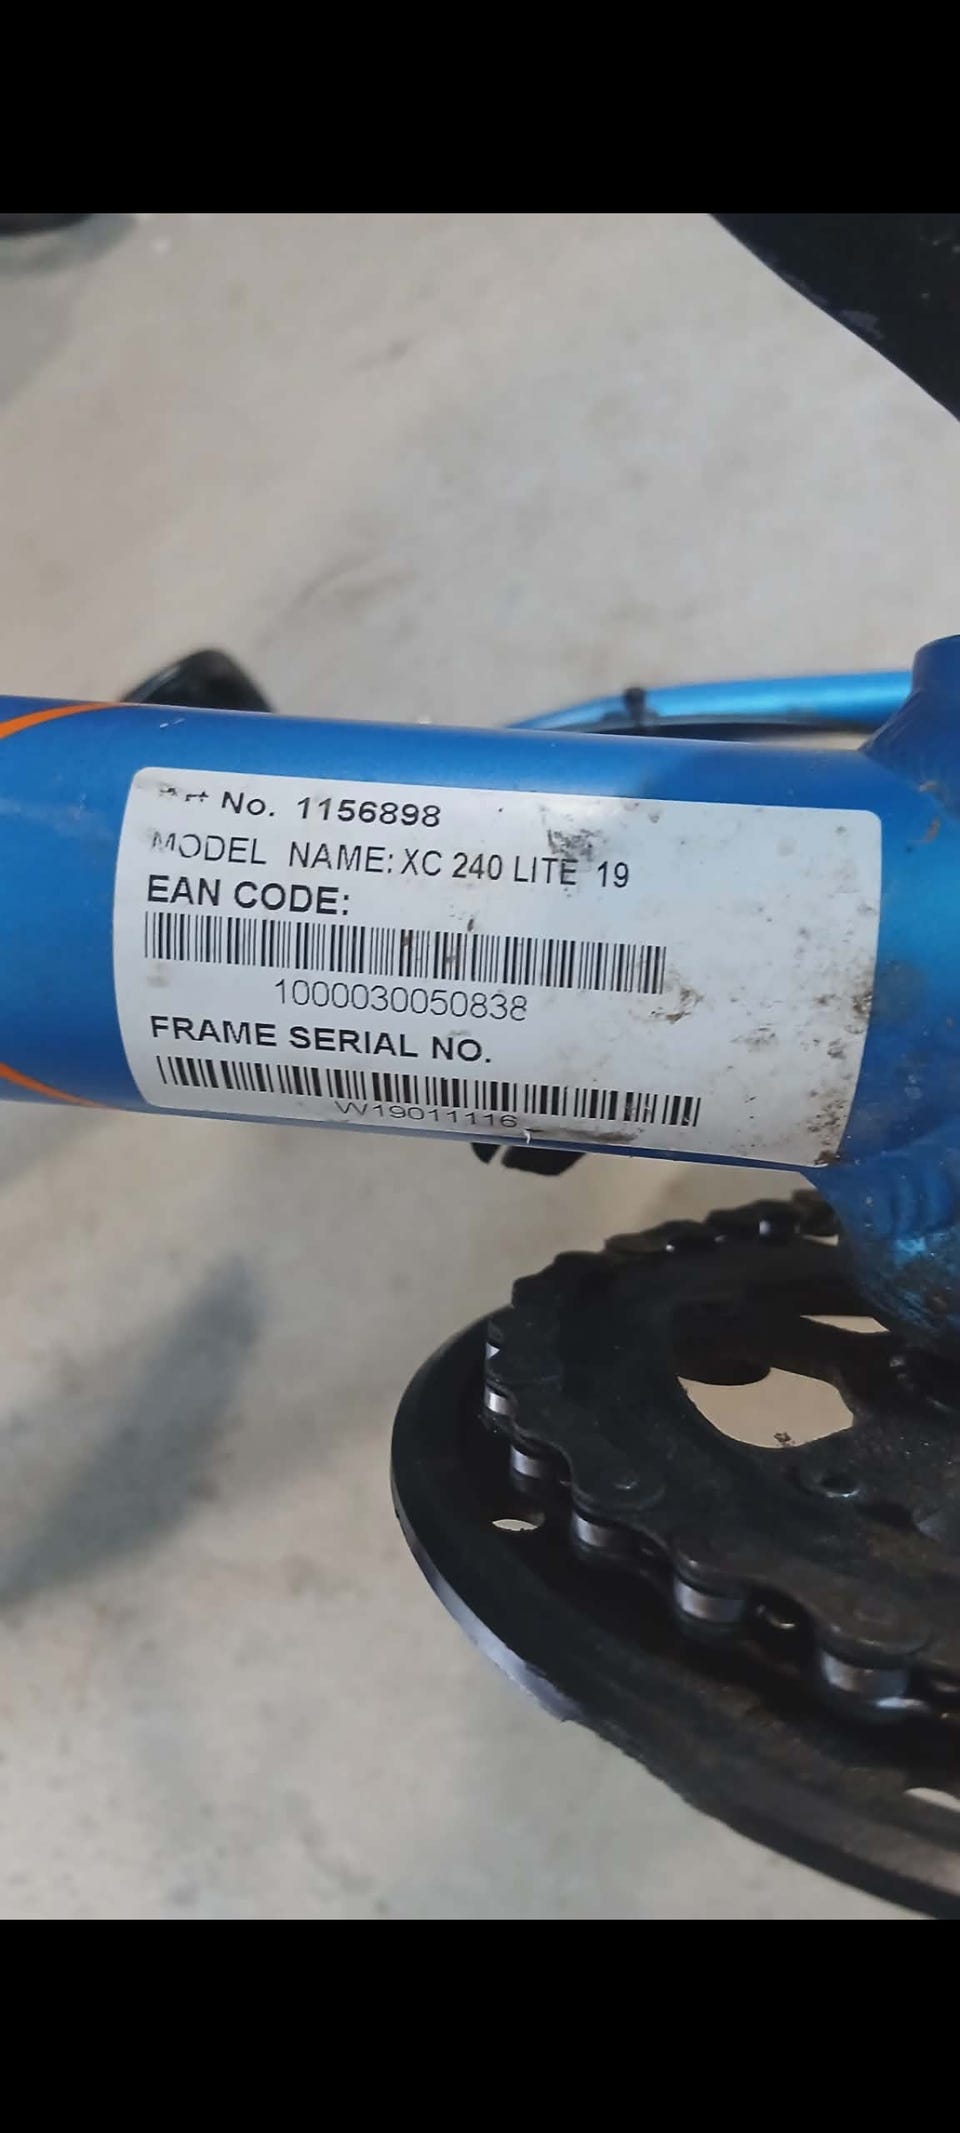 No. 1156898
MODEL NAME: XC 240 LITE 19
EAN CODE:
1000030050838
FRAME SERIAL NO.
W19011116